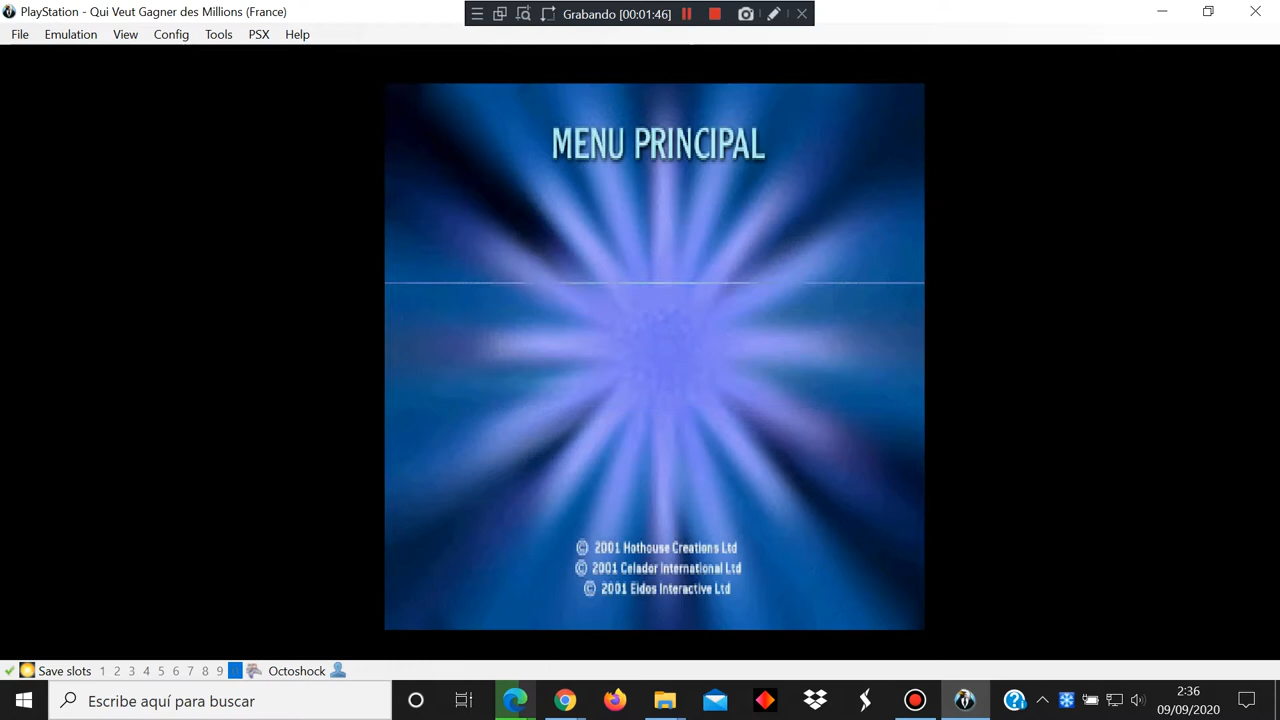 PlayStation - Qui Veut Gagner des Millions (France)
Grabando [00:01:46]
File Emulation View Config Tools PSX Help
MENU PRINCIPAL
© 2001 Hothouse Creations Ltd
© 2001 Celador International Ltd
© 2001 Eidos Interactive Ltd
Save slots 1 2 3 4 5 6 7 8 9 Octoshock
Escribe aquí para buscar
2:36
09/09/2020